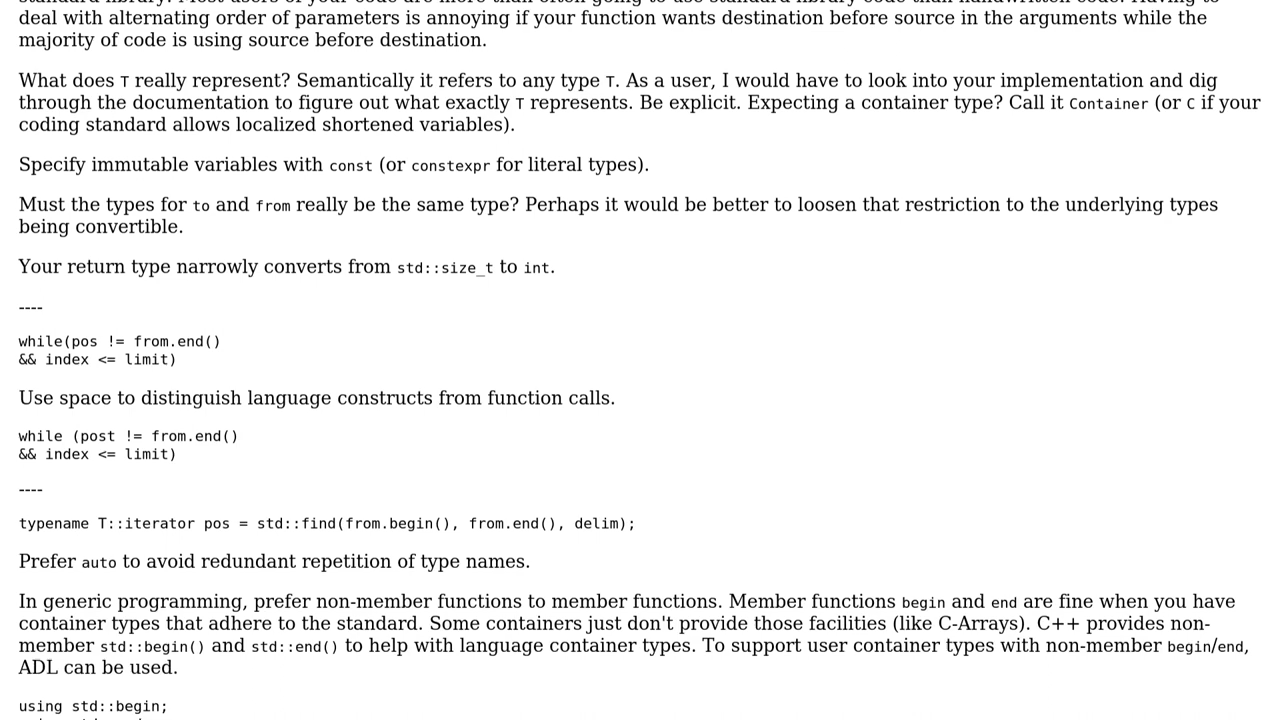 deal with alternating order of parameters is annoying if your function wants destination before source in the arguments while the
majority of code is using source before destination.
What does T really represent? Semantically it refers to any type T. As a user, I would have to look into your implementation and dig
through the documentation to figure out what exactly T represents. Be explicit. Expecting a container type? Call it Container (or C if your
coding standard allows localized shortened variables).
Specify immutable variables with const (or constexpr for literal types).
Must the types for to and from really be the same type? Perhaps it would be better to loosen that restriction to the underlying types
being convertible.
Your return type narrowly converts from std::size_t to int.
----
while(pos != from.end()
&& index <= limit)
Use space to distinguish language constructs from function calls.
while (post != from.end()
&& index <= limit)
----
typename T::iterator pos = std::find(from.begin(), from.end(), delim);
Prefer auto to avoid redundant repetition of type names.
In generic programming, prefer non-member functions to member functions. Member functions begin and end are fine when you have
container types that adhere to the standard. Some containers just don't provide those facilities (like C-Arrays). C++ provides non-
member std::begin() and std::end() to help with language container types. To support user container types with non-member begin/end,
ADL can be used.
using std::begin;